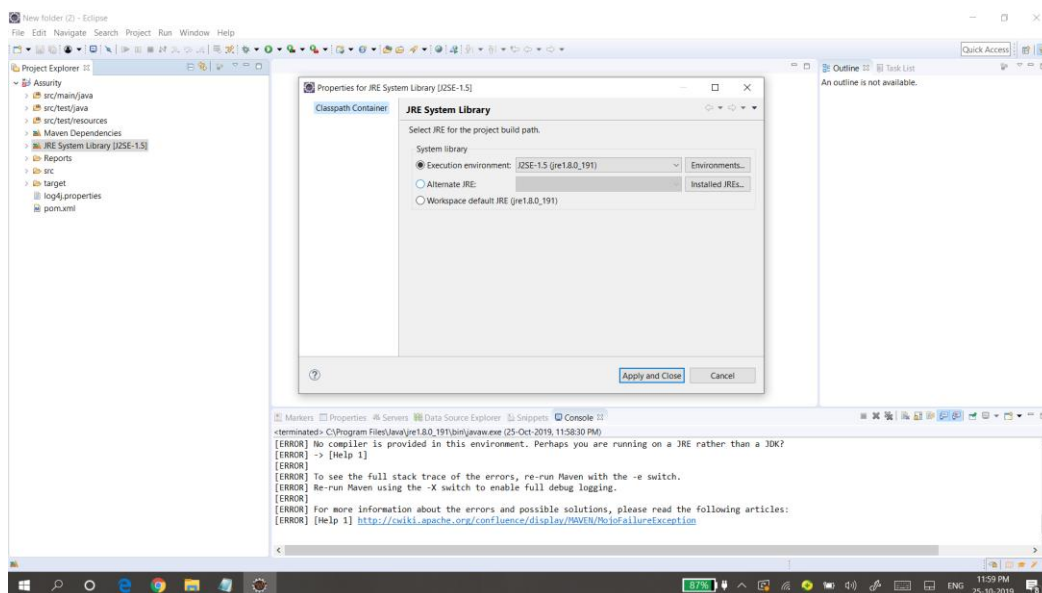 New folder (2) - Eclipse
File Edit Navigate Search Project Run Window Help
Quick Access
Project Explorer
Assurity
src/main/java
src/test/java
src/test/resources
Maven Dependencies
JRE System Library [J2SE-1.5]
Reports
src
target
log4j.properties
pom.xml
Properties for JRE System Library [J2SE-1.5]
Classpath Container
JRE System Library
Select JRE for the project build path.
System library
Execution environment: J2SE-1.5 (jre1.8.0_191) Environments...
Alternate JRE: Installed JREs...
Workspace default JRE (jre1.8.0_191)
Apply and Close Cancel
Outline Task List
An outline is not available.
Markers Properties Servers Data Source Explorer Snippets Console
<terminated> C:\Program Files\Java\jre1.8.0_191\bin\javaw.exe (25-Oct-2019, 11:58:30 PM)
[ERROR] No compiler is provided in this environment. Perhaps you are running on a JRE rather than a JDK?
[ERROR] -> [Help 1]
[ERROR]
[ERROR] To see the full stack trace of the errors, re-run Maven with the -e switch.
[ERROR] Re-run Maven using the -X switch to enable full debug logging.
[ERROR]
[ERROR] For more information about the errors and possible solutions, please read the following articles:
[ERROR] [Help 1] http://cwiki.apache.org/confluence/display/MAVEN/MojoFailureException
87%
ENG
11:59 PM
25-10-2019